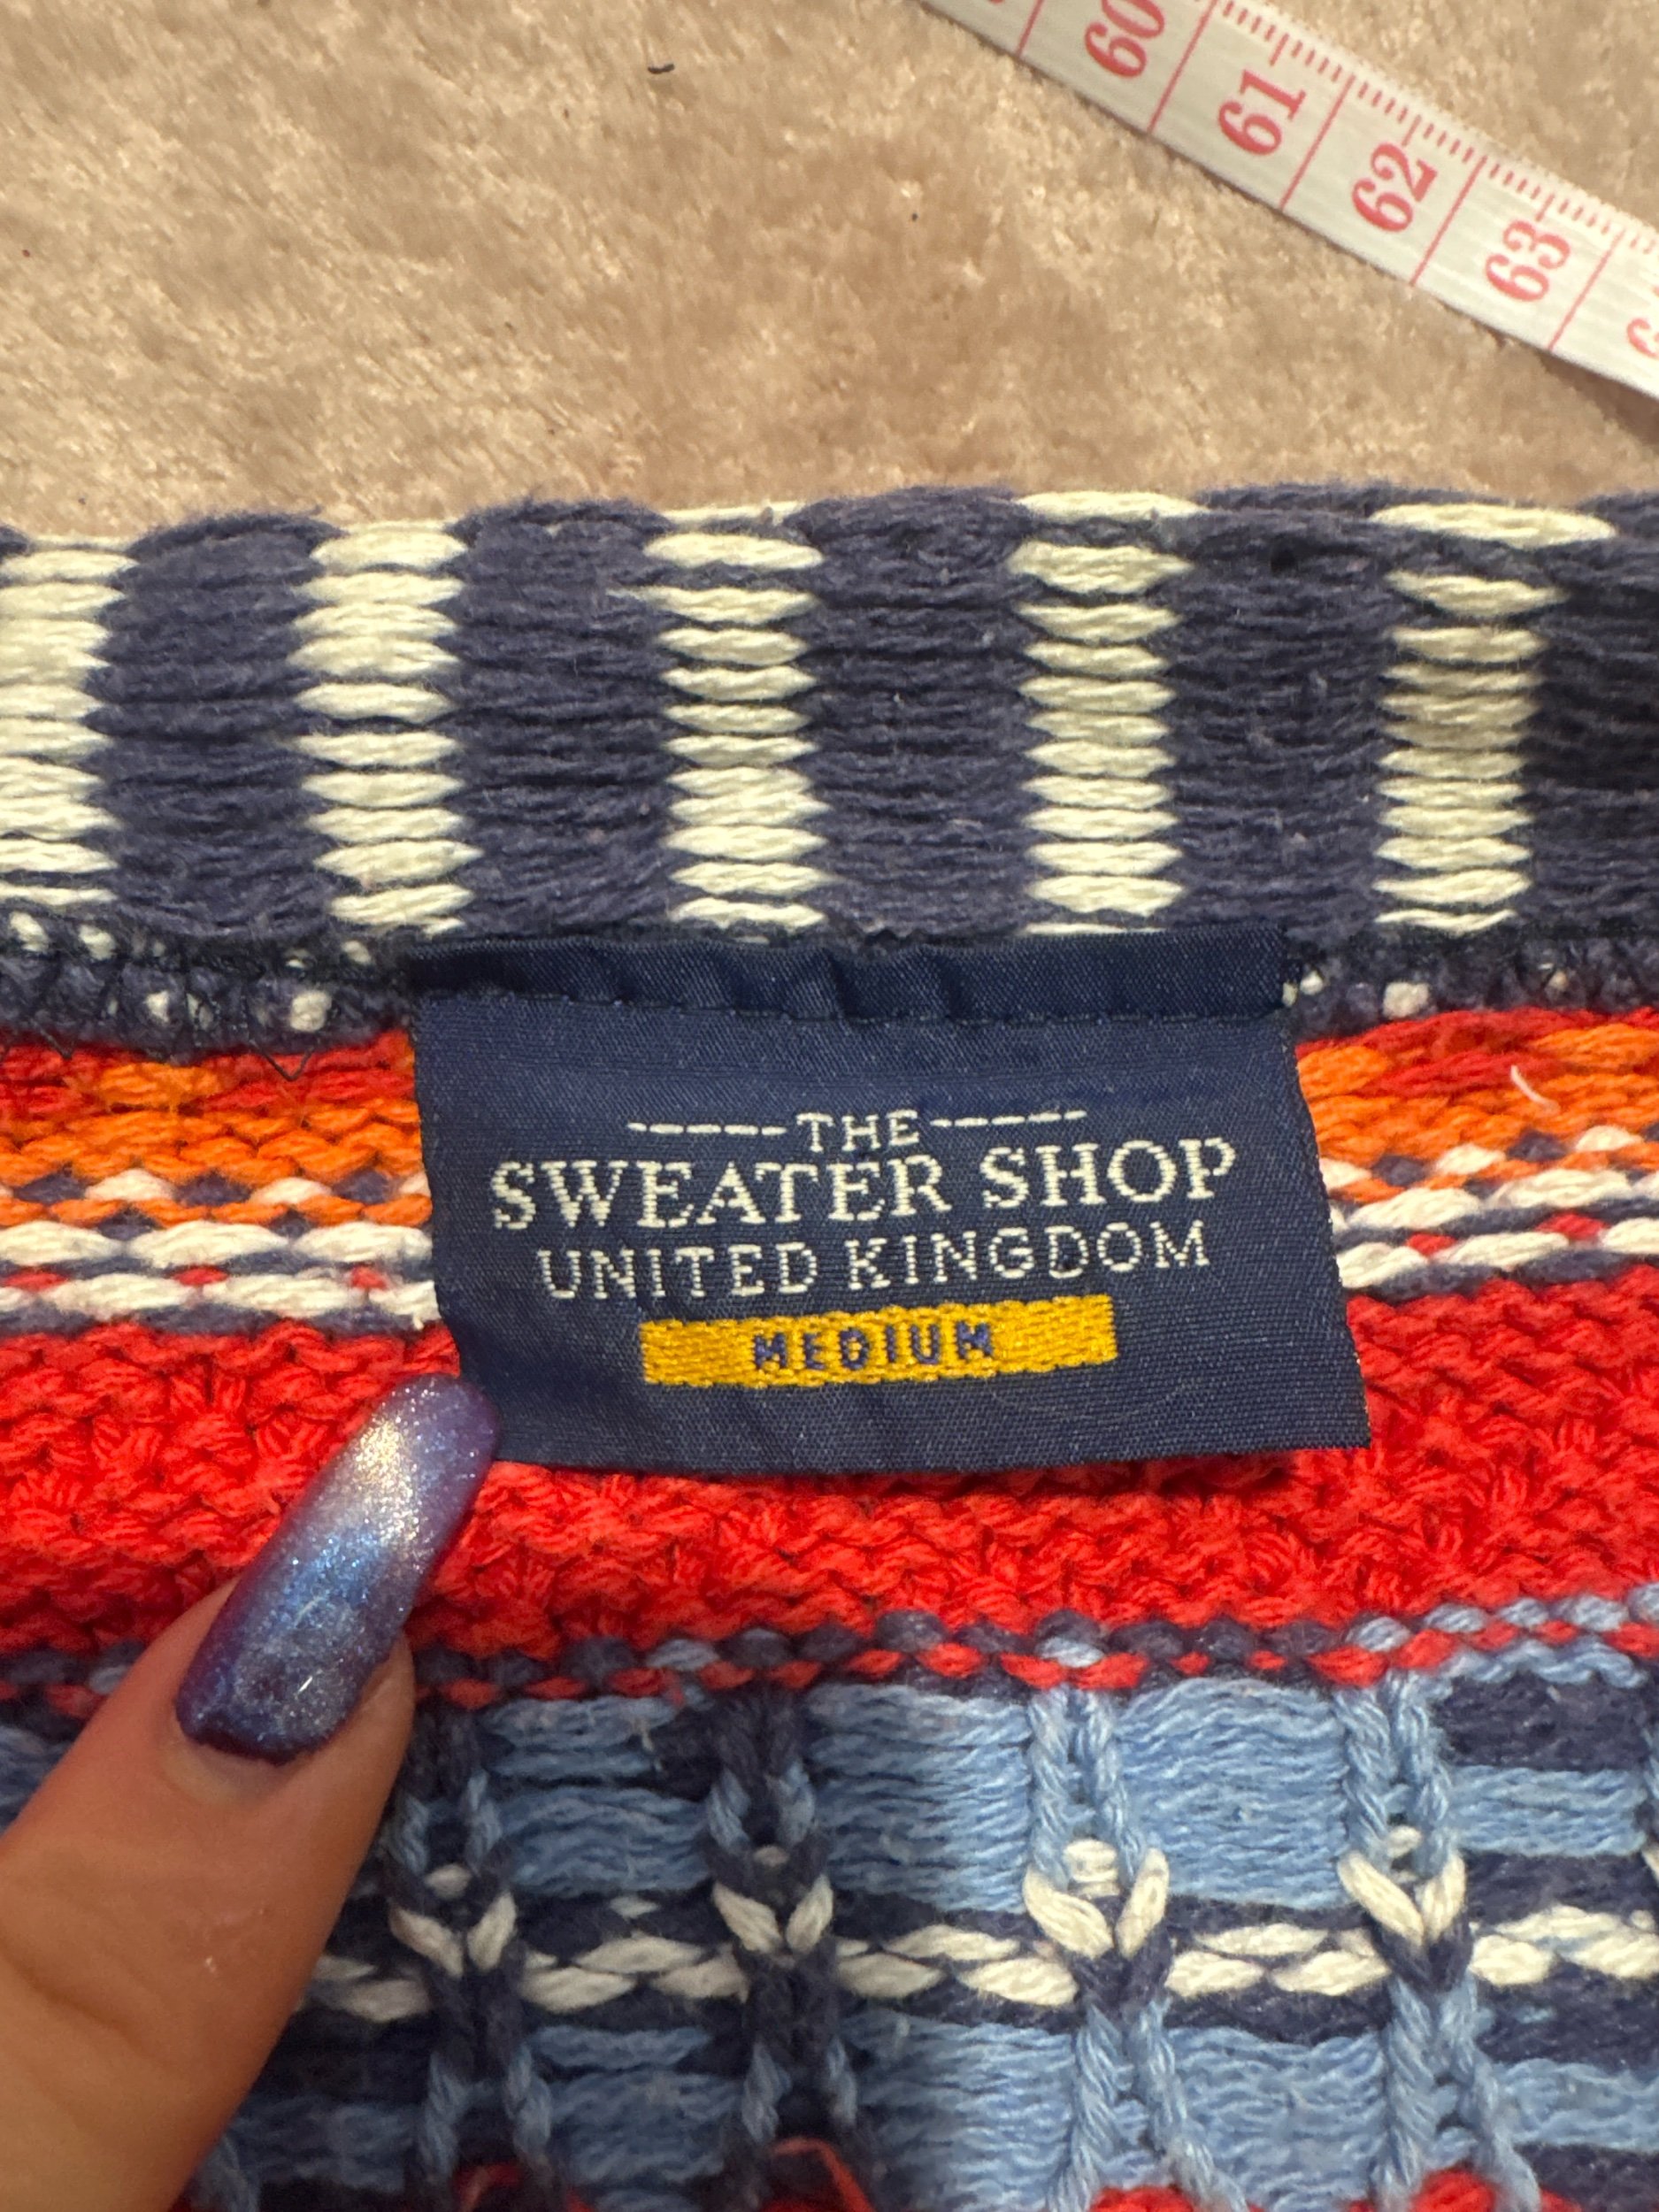 60
61
62
63
THE
SWEATER SHOP
UNITED KINGDOM
MEDIUM